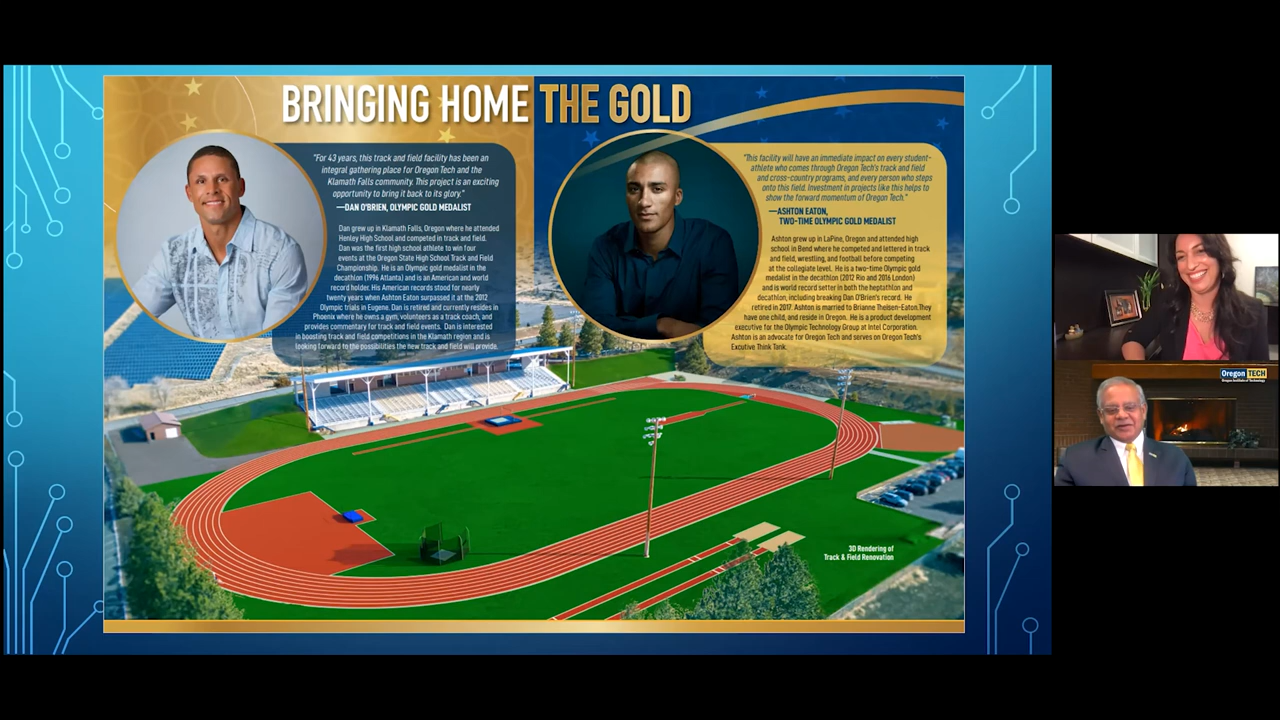 BRINGING HOME THE GOLD
"For 43 years, this track and field facility has been an
integral gathering place for Oregon Tech and the
Klamath Falls community. This project is an exciting
opportunity to bring it back to its glory."
—DAN O'BRIEN, OLYMPIC GOLD MEDALIST
Dan grew up in Klamath Falls, Oregon where he attended
Henley High School and competed in track and field.
Dan was the first high school athlete to win four
events at the Oregon State High School Track and Field
Championship. He is an Olympic gold medalist in the
decathlon (1996 Atlanta) and is an American and world
record holder. His American records stood for nearly
twenty years when Ashton Eaton surpassed it at the 2012
Olympic trials in Eugene. Dan is retired and currently resides in
Phoenix where he owns a gym, volunteers as a track coach, and
provides commentary for track and field events. Dan is interested
in boosting track and field competitions in the Klamath region and is
looking forward to the possibilities the new track and field will provide.
"This facility will have an immediate impact on every student-
athlete who comes through Oregon Tech's track and field
and cross-country programs, and every person who steps
onto this field. Investment in projects like this helps to
show the forward momentum of Oregon Tech."
—ASHTON EATON,
TWO-TIME OLYMPIC GOLD MEDALIST
Ashton grew up in LaPine, Oregon and attended high
school in Bend where he competed and lettered in track
and field, wrestling, and football before competing
at the collegiate level. He is a two-time Olympic gold
medalist in the decathlon (2012 Rio and 2016 London)
and is world record setter in both the heptathlon and
decathlon, including breaking Dan O'Brien's record. He
retired in 2017. Ashton is married to Brianne Theisen-Eaton.They
have one child, and reside in Oregon. He is a product development
executive for the Olympic Technology Group at Intel Corporation.
Ashton is an advocate for Oregon Tech and serves on Oregon Tech's
Excutive Think Tank.
3D Rendering of
Track & Field Renovation
Oregon TECH
Oregon Institute of Technology